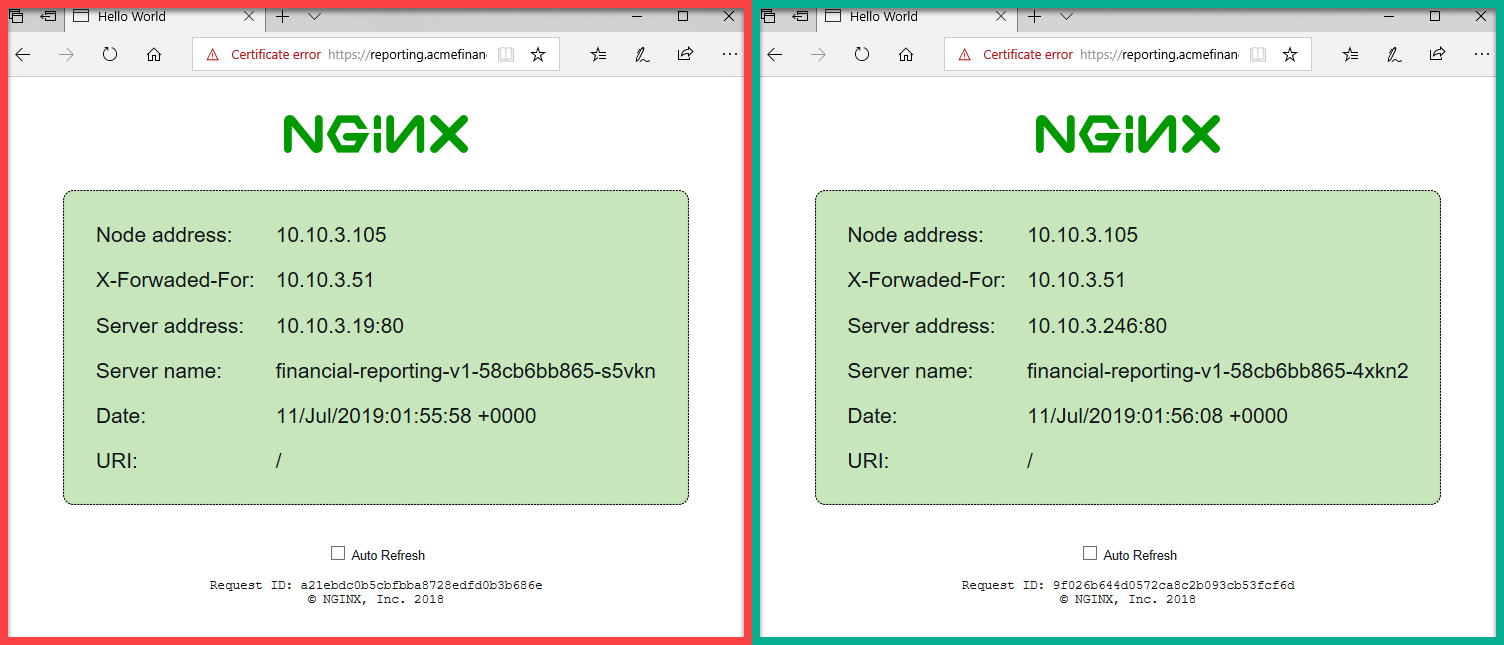 Hello World
Certificate error https://reporting.acmefinan
NGINX
Node address: 10.10.3.105
X-Forwaded-For: 10.10.3.51
Server address: 10.10.3.19:80
Server name: financial-reporting-v1-58cb6bb865-s5vkn
Date: 11/Jul/2019:01:55:58 +0000
URI: /
Auto Refresh
Request ID: a21ebdc0b5cbfbba8728edfd0b3b686e
© NGINX, Inc. 2018
Hello World
Certificate error https://reporting.acmefinan
NGINX
Node address: 10.10.3.105
X-Forwaded-For: 10.10.3.51
Server address: 10.10.3.246:80
Server name: financial-reporting-v1-58cb6bb865-4xkn2
Date: 11/Jul/2019:01:56:08 +0000
URI: /
Auto Refresh
Request ID: 9f026b644d0572ca8c2b093cb53fcf6d
© NGINX, Inc. 2018